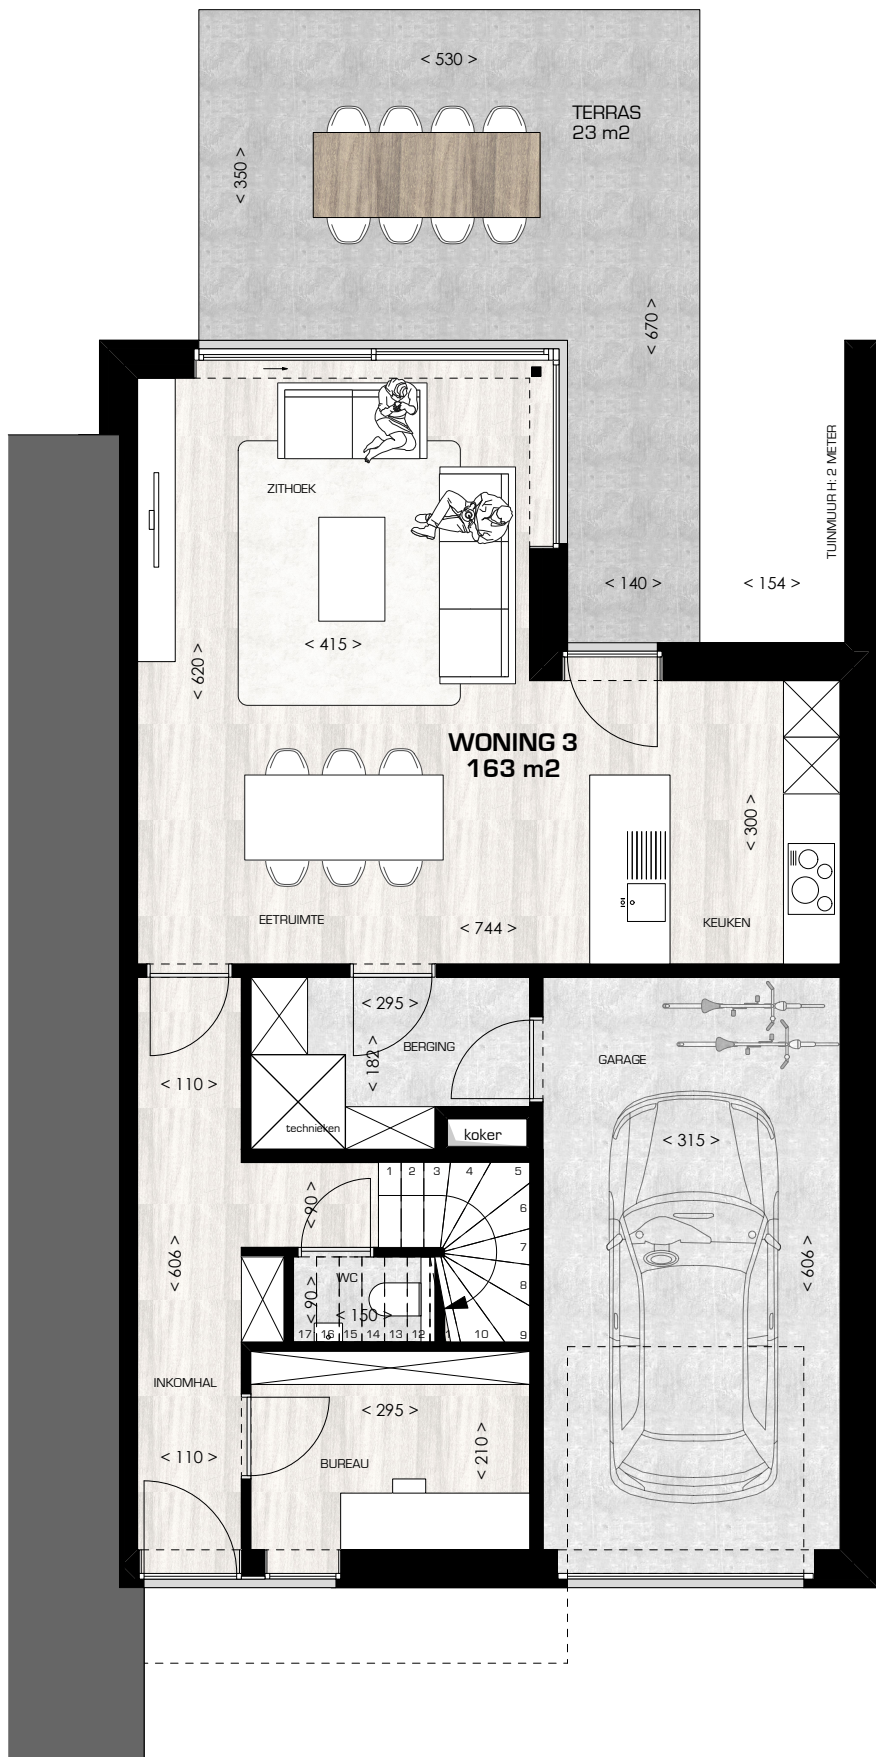 < 530 >
TERRAS
23 m2
< 350 >
< 670 >
TUINMUUR H: 2 METER
ZITHOEK
< 140 >
< 154 >
< 415 >
< 620 >
WONING 3
163 m2
< 300 >
EETRUIMTE
< 744 >
KEUKEN
< 295 >
BERGING
< 182 >
GARAGE
< 110 >
technieken
koker
< 315 >
1 2 3 4 5
6
7
8
9
10
< 90 >
< 606 >
< 606 >
WC
< 90 >
< 150 >
17 16 15 14 13 12
INKOMHAL
< 295 >
< 110 >
BUREAU
< 210 >